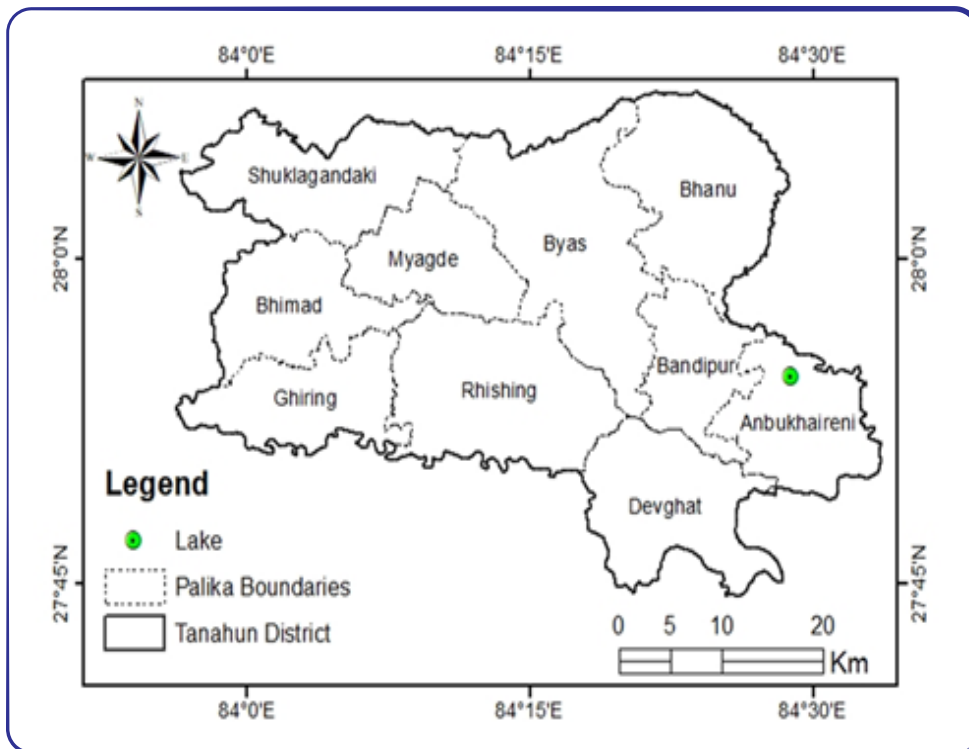 84°0'E 84°15'E 84°30'E
N
W E
S
Shuklagandaki
Bhanu
Byas
Myagde
28°0'N 28°0'N
Bhimad
Bandipur
Rhishing
Ghiring
Anbukhaireni
Devghat
Legend
Lake
Palika Boundaries
Tanahun District
27°45'N 27°45'N
0 5 10 20
Km
84°0'E 84°15'E 84°30'E